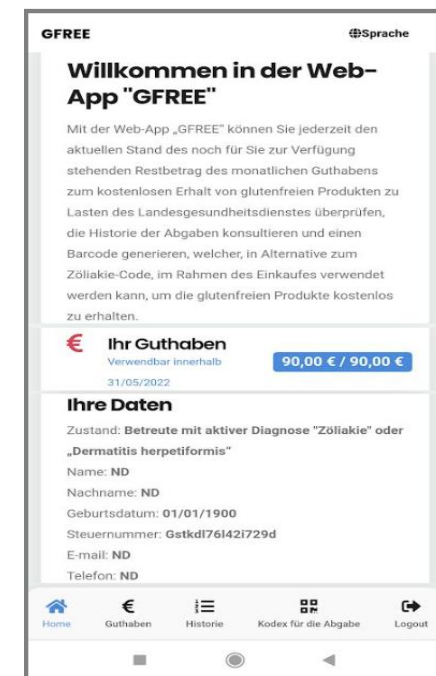 GFREE
Sprache
Willkommen in der Web-
App "GFREE"
Mit der Web-App „GFREE" können Sie jederzeit den
aktuellen Stand des noch für Sie zur Verfügung
stehenden Restbetrag des monatlichen Guthabens
zum kostenlosen Erhalt von glutenfreien Produkten zu
Lasten des Landesgesundheitsdienstes überprüfen,
die Historie der Abgaben konsultieren und einen
Barcode generieren, welcher, in Alternative zum
Zöliakie-Code, im Rahmen des Einkaufes verwendet
werden kann, um die glutenfreien Produkte kostenlos
zu erhalten.
€ Ihr Guthaben
Verwendbar innerhalb
31/05/2022
90,00 € / 90,00 €
Ihre Daten
Zustand: Betreute mit aktiver Diagnose "Zöliakie" oder
„Dermatitis herpetiformis"
Name: ND
Nachname: ND
Geburtsdatum: 01/01/1900
Steuernummer: Gstkdl76l42i729d
E-mail: ND
Telefon: ND
Home
€ Guthaben
Historie
Kodex für die Abgabe
Logout